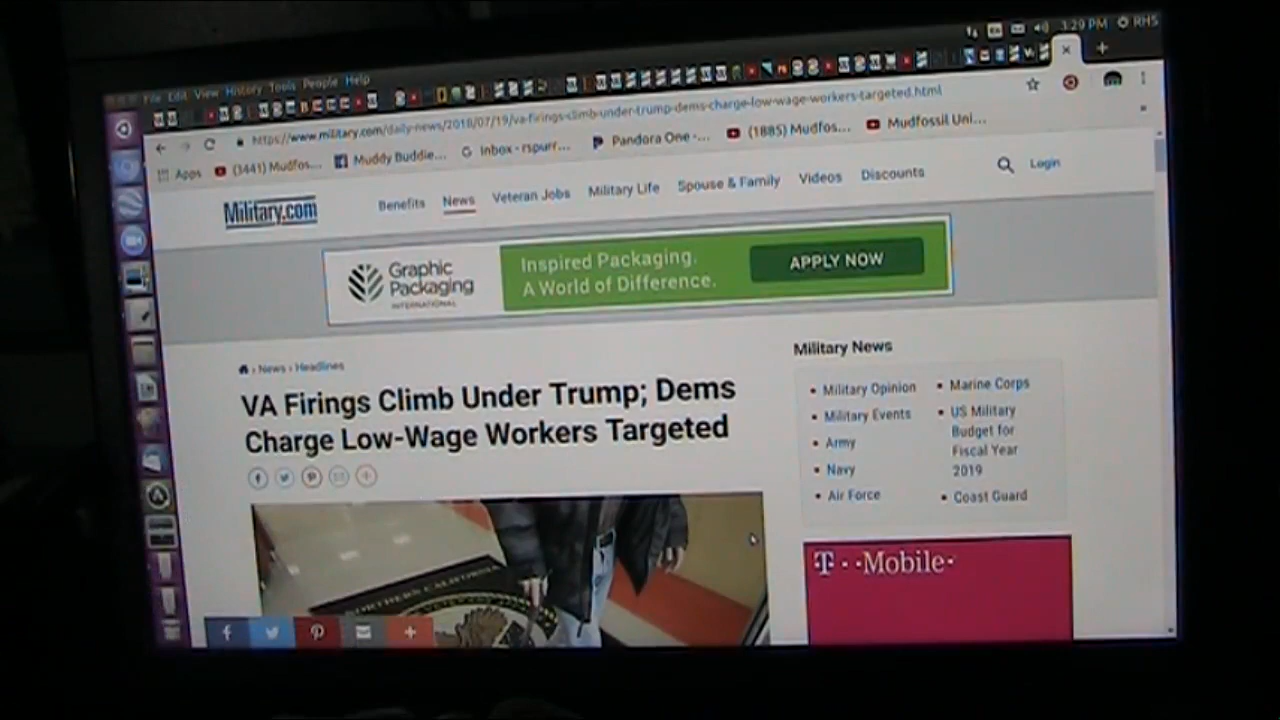 3:29 PM RHS
File Edit View History Tools People Help
https://www.military.com/daily-news/2018/07/19/va-firings-climb-under-trump-dems-charge-low-wage-workers-targeted.html
Apps (3441) Mudfos... Muddy Buddie... Inbox - rspurr... Pandora One -... (1885) Mudfos... Mudfossil Uni...
Military.com Benefits News Veteran Jobs Military Life Spouse & Family Videos Discounts Login
Graphic
Packaging
INTERNATIONAL
Inspired Packaging.
A World of Difference.
APPLY NOW
News › Headlines
VA Firings Climb Under Trump; Dems
Charge Low-Wage Workers Targeted
Military News
• Military Opinion
• Military Events
• Army
• Navy
• Air Force
• Marine Corps
• US Military
Budget for
Fiscal Year
2019
• Coast Guard
NORTHERN CALIFORNIA
T··Mobile·